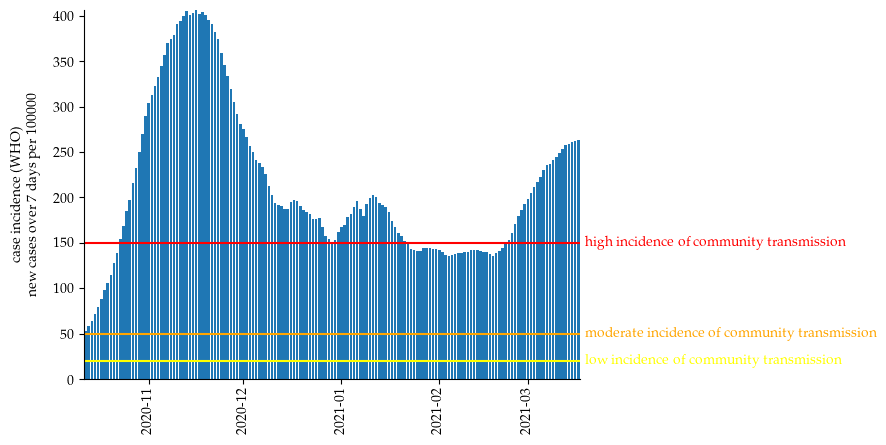 400
350
300
250
200
150
100
50
0
case incidence (WHO)
new cases over 7 days per 100000
high incidence of community transmission
moderate incidence of community transmission
low incidence of community transmission
2020-11
2020-12
2021-01
2021-02
2021-03